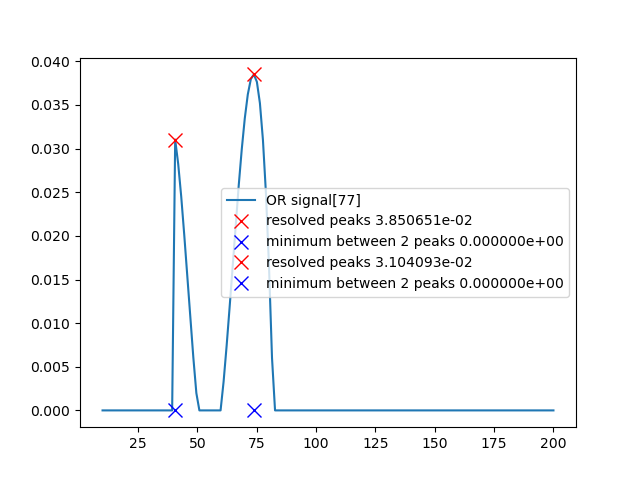 0.040
0.035
0.030
0.025
0.020
0.015
0.010
0.005
0.000
OR signal[77]
resolved peaks 3.850651e-02
minimum between 2 peaks 0.000000e+00
resolved peaks 3.104093e-02
minimum between 2 peaks 0.000000e+00
25 50 75 100 125 150 175 200